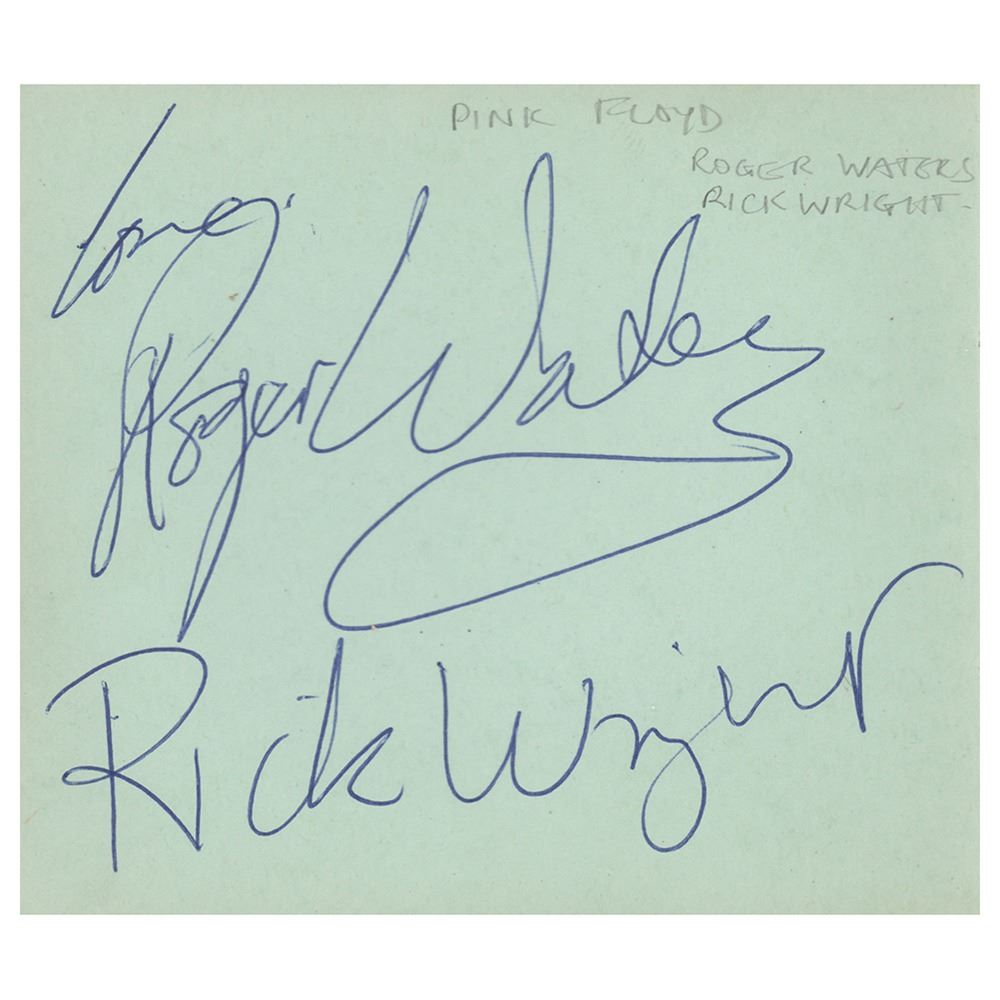 PINK FLOYD
ROGER WATERS
RICK WRIGHT-
love,
Roger Waters
Rick Wright